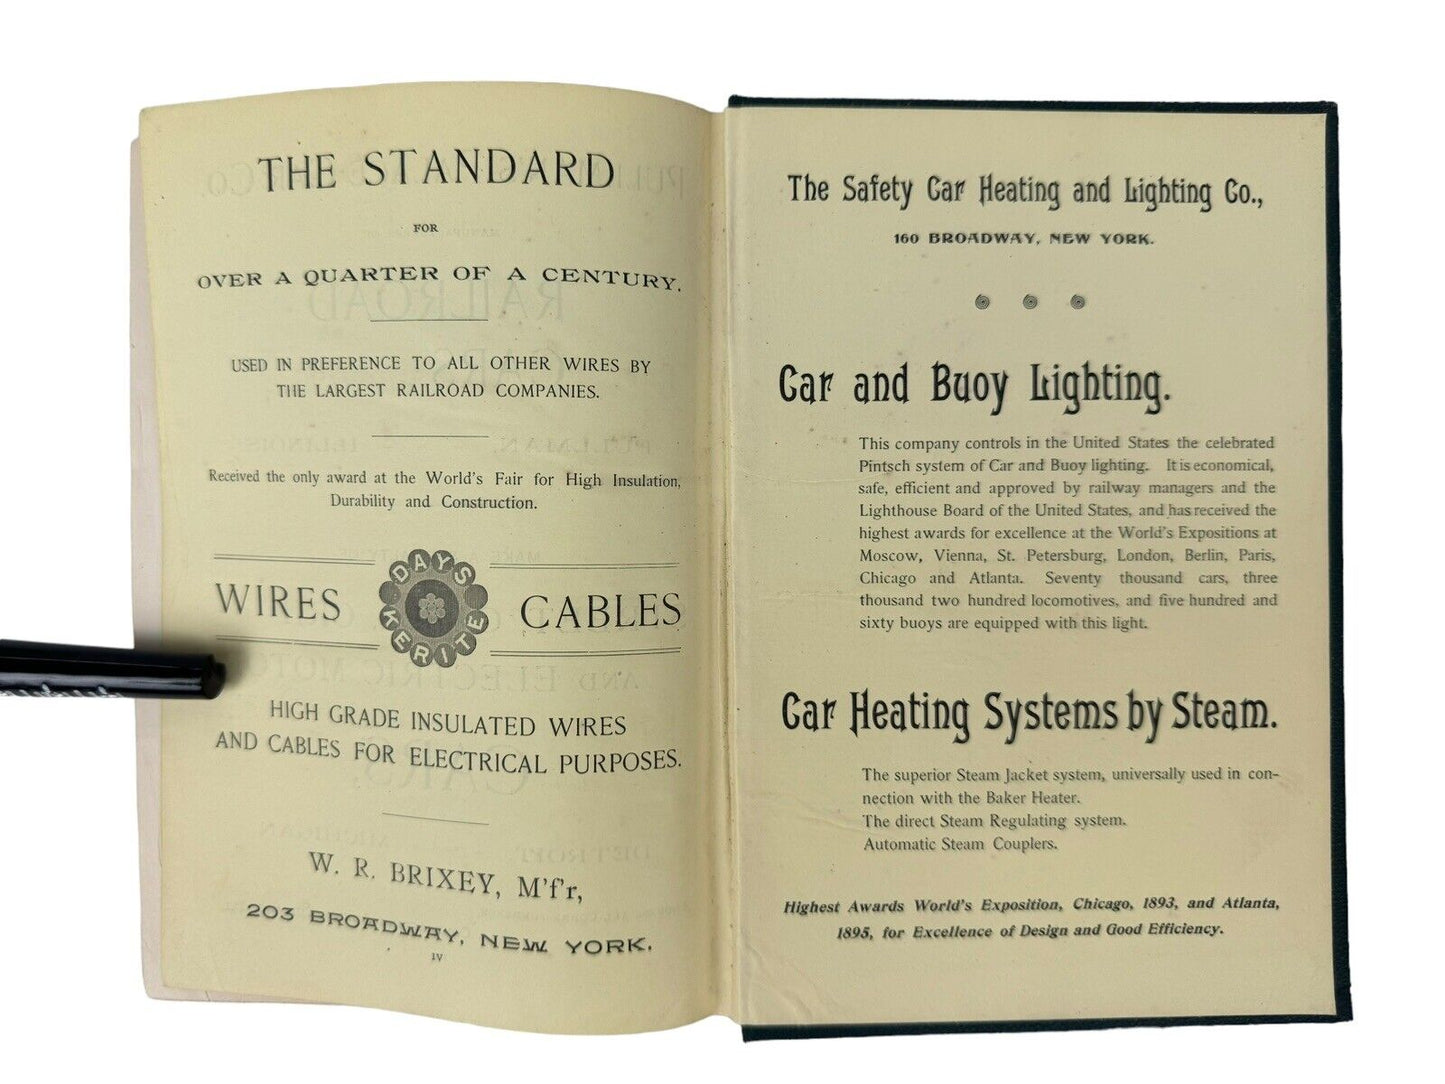 THE STANDARD
FOR
OVER A QUARTER OF A CENTURY.
USED IN PREFERENCE TO ALL OTHER WIRES BY
THE LARGEST RAILROAD COMPANIES.
Received the only award at the World's Fair for High Insulation,
Durability and Construction.
WIRES DAYS KERITE CABLES
HIGH GRADE INSULATED WIRES
AND CABLES FOR ELECTRICAL PURPOSES.
W. R. BRIXEY, M'f'r,
203 BROADWAY, NEW YORK.
IV
The Safety Car Heating and Lighting Co.,
160 BROADWAY, NEW YORK.
Car and Buoy Lighting.
This company controls in the United States the celebrated
Pintsch system of Car and Buoy lighting. It is economical,
safe, efficient and approved by railway managers and the
Lighthouse Board of the United States, and has received the
highest awards for excellence at the World's Expositions at
Moscow, Vienna, St. Petersburg, London, Berlin, Paris,
Chicago and Atlanta. Seventy thousand cars, three
thousand two hundred locomotives, and five hundred and
sixty buoys are equipped with this light.
Car Heating Systems by Steam.
The superior Steam Jacket system, universally used in con-
nection with the Baker Heater.
The direct Steam Regulating system.
Automatic Steam Couplers.
Highest Awards World's Exposition, Chicago, 1893, and Atlanta,
1895, for Excellence of Design and Good Efficiency.